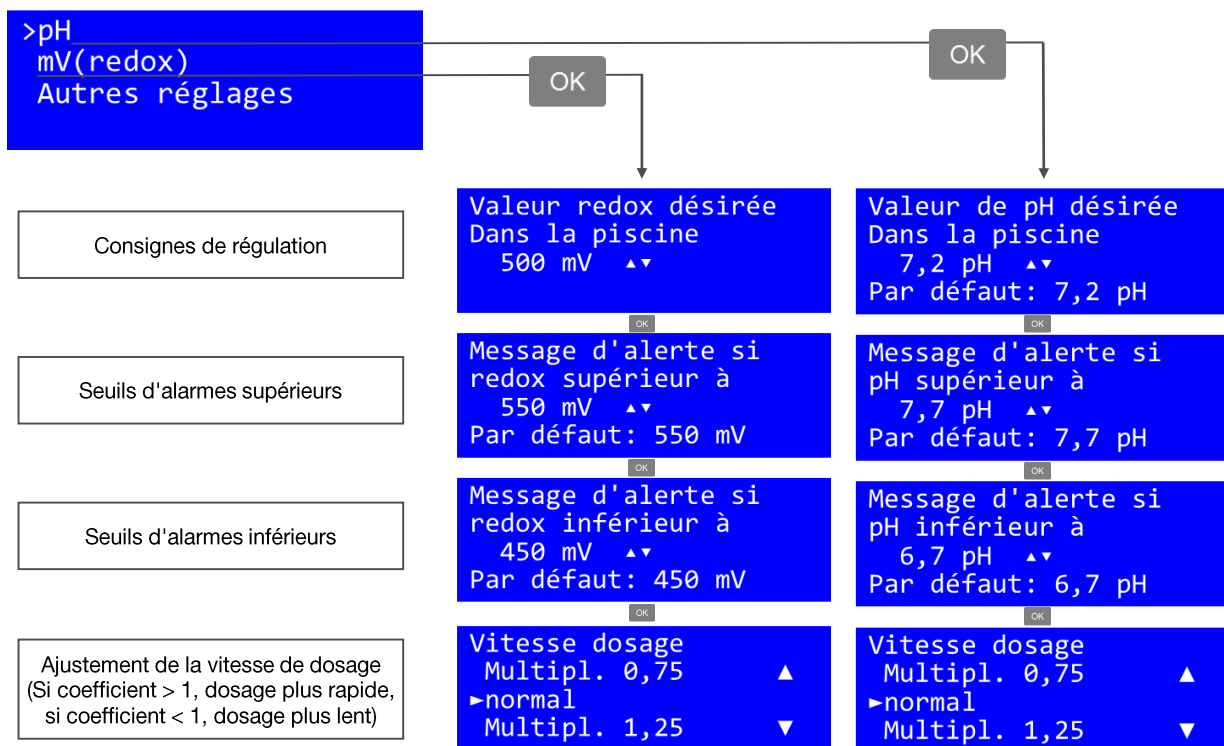 >pH
mV(redox)
Autres réglages
OK
OK
Consignes de régulation
Valeur redox désirée
Dans la piscine
500 mV ▲▼
Valeur de pH désirée
Dans la piscine
7,2 pH ▲▼
Par défaut: 7,2 pH
OK
OK
Seuils d'alarmes supérieurs
Message d'alerte si
redox supérieur à
550 mV ▲▼
Par défaut: 550 mV
Message d'alerte si
pH supérieur à
7,7 pH ▲▼
Par défaut: 7,7 pH
OK
OK
Seuils d'alarmes inférieurs
Message d'alerte si
redox inférieur à
450 mV ▲▼
Par défaut: 450 mV
Message d'alerte si
pH inférieur à
6,7 pH ▲▼
Par défaut: 6,7 pH
OK
OK
Ajustement de la vitesse de dosage
(Si coefficient > 1, dosage plus rapide,
si coefficient < 1, dosage plus lent)
Vitesse dosage
Multipl. 0,75 ▲
►normal
Multipl. 1,25 ▼
Vitesse dosage
Multipl. 0,75 ▲
►normal
Multipl. 1,25 ▼